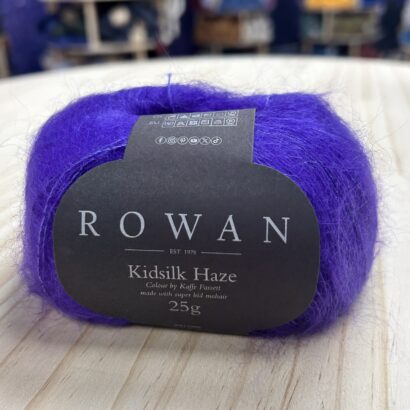 ROWAN
EST 1978
Kidsilk Haze
Colour by Kaffe Fassett
made with super kid mohair
25g